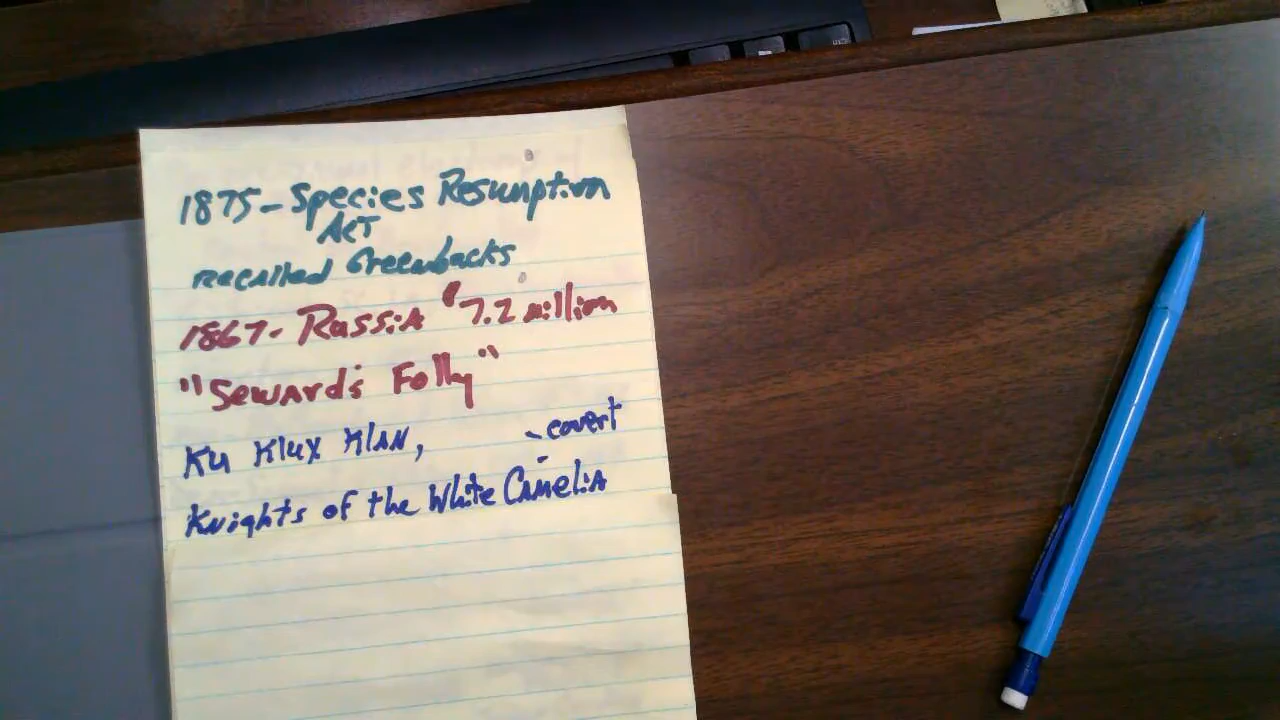 1875-Species Resumption
Act
recalled Greenbacks
1867- Russia $7.2 million
"Seward's Folly"
Ku Klux Klan,
-covert
Knights of the White Camelia